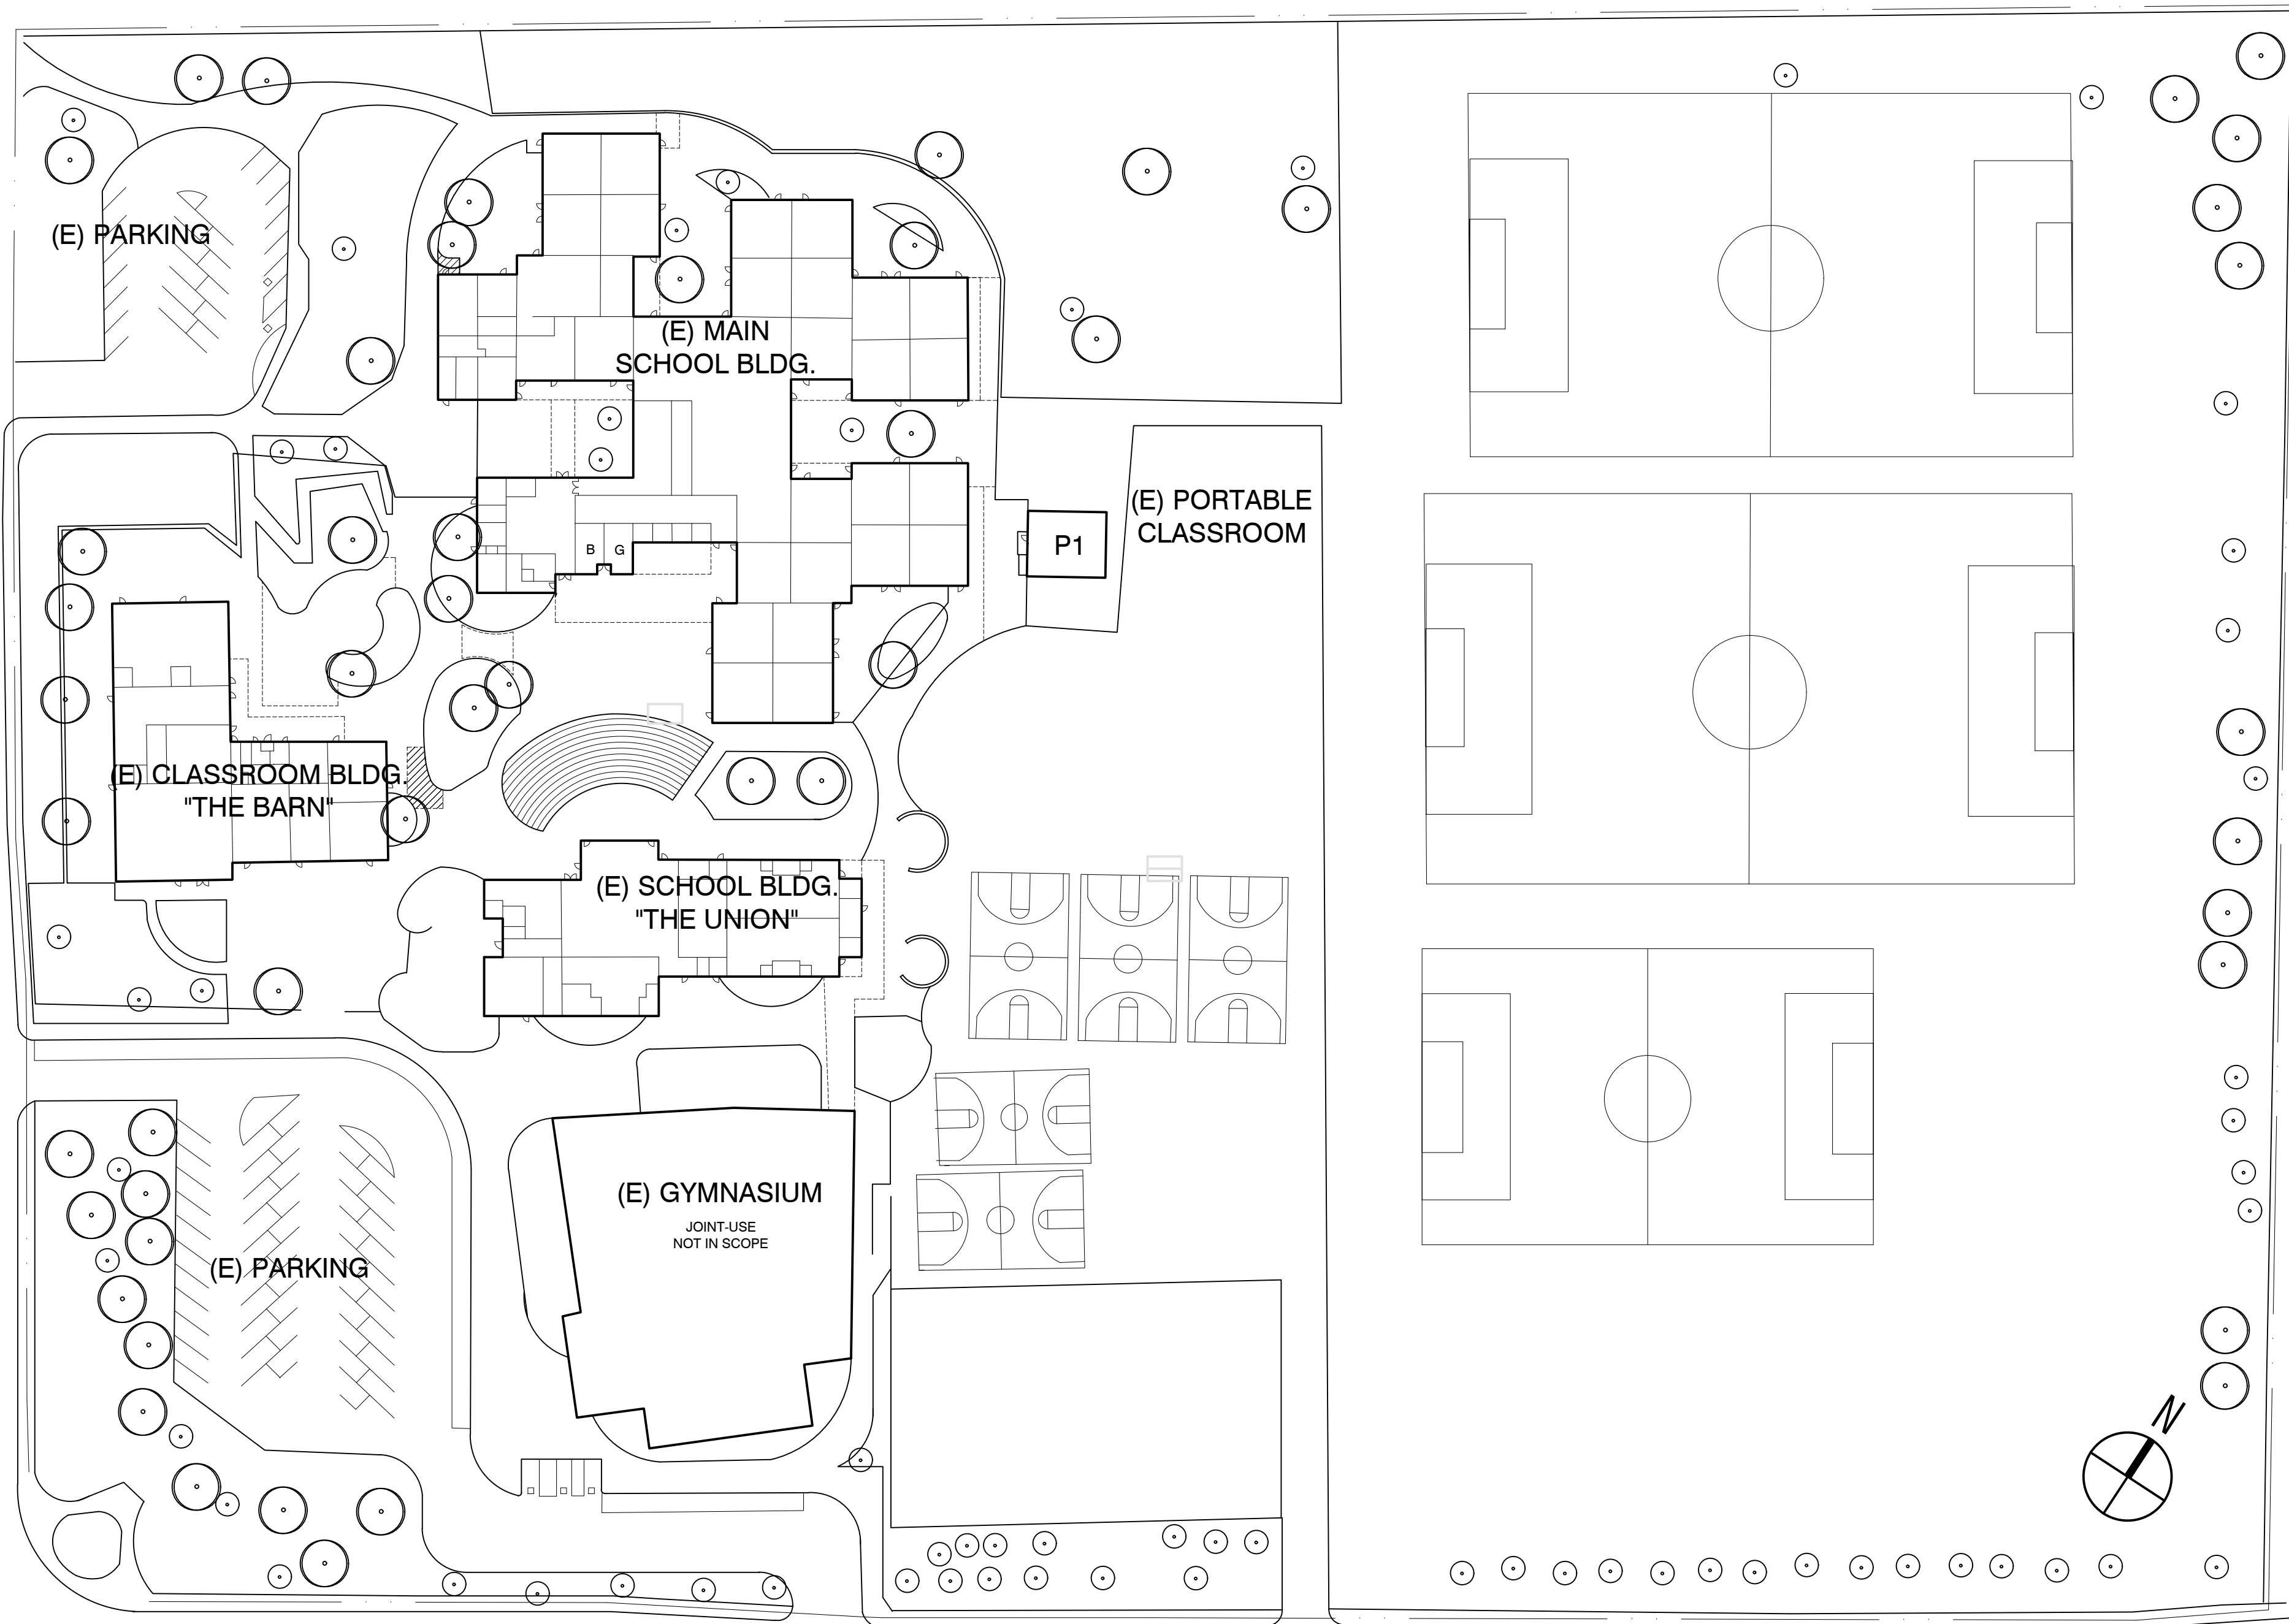 (E) PARKING
(E) MAIN
SCHOOL BLDG.
(E) PORTABLE
CLASSROOM
P1
B
G
(E) CLASSROOM BLDG.
"THE BARN"
(E) SCHOOL BLDG.
"THE UNION"
(E) GYMNASIUM
JOINT-USE
NOT IN SCOPE
(E) PARKING
N